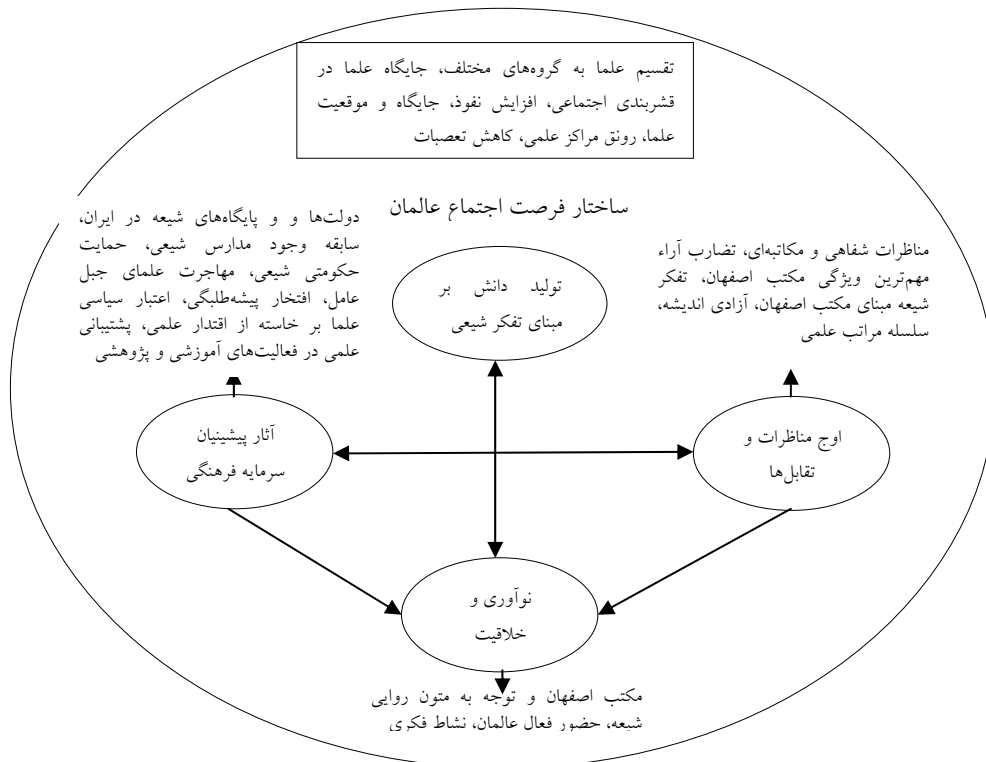 تقسیم علما به گروه‌های مختلف، جایگاه علما در
قشربندی اجتماعی، افزایش نفوذ، جایگاه و موقعیت
علما، رونق مراکز علمی، کاهش تعصبات
ساختار فرصت اجتماع عالمان
مناظرات شفاهی و مکاتبه‌ای، تضارب آراء
مهم‌ترین ویژگی مکتب اصفهان، تفکر
شیعه مبنای مکتب اصفهان، آزادی اندیشه،
سلسله مراتب علمی
تولید دانش بر
مبنای تفکر شیعی
دولت‌ها و و پایگاه‌های شیعه در ایران،
سابقه وجود مدارس شیعی، حمایت
حکومتی شیعی، مهاجرت علمای جبل
عامل، افتخار پیشه‌طلبگی، اعتبار سیاسی
علما بر خاسته از اقتدار علمی، پشتیبانی
علمی در فعالیت‌های آموزشی و پژوهشی
اوج مناظرات و
تقابل‌ها
آثار پیشینیان
سرمایه فرهنگی
نوآوری و
خلاقیت
مکتب اصفهان و توجه به متون روایی
شیعه، حضور فعال عالمان، نشاط فکری